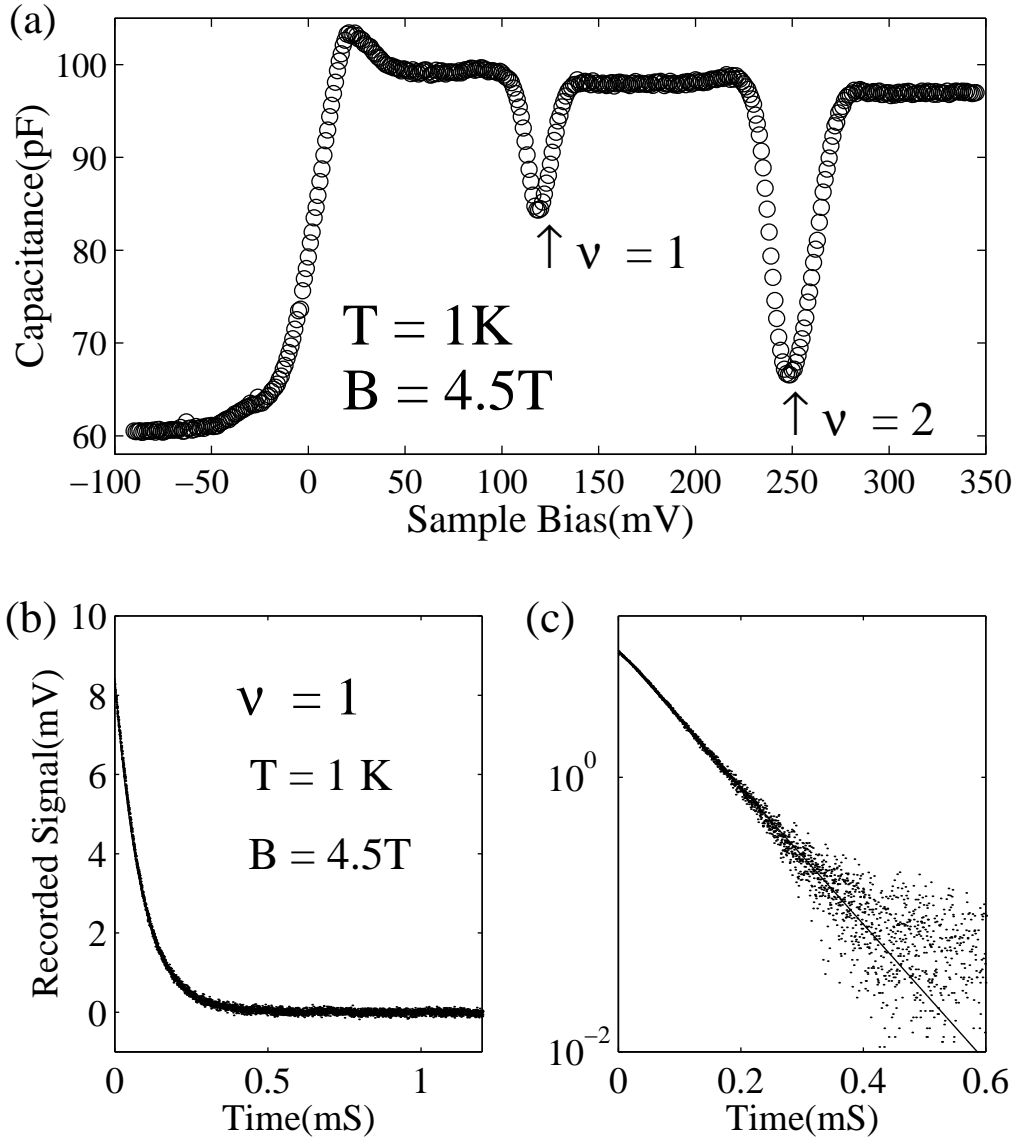 (a)
Capacitance(pF)
100
90
80
70
60
↑ ν = 1
T = 1K
B = 4.5T
↑ ν = 2
−100 −50 0 50 100 150 200 250 300 350
Sample Bias(mV)
(b)
Recorded Signal(mV)
10
8
6
4
2
0
ν = 1
T = 1 K
B = 4.5T
0 0.5 1
Time(mS)
(c)
10⁰
10⁻²
0 0.2 0.4 0.6
Time(mS)